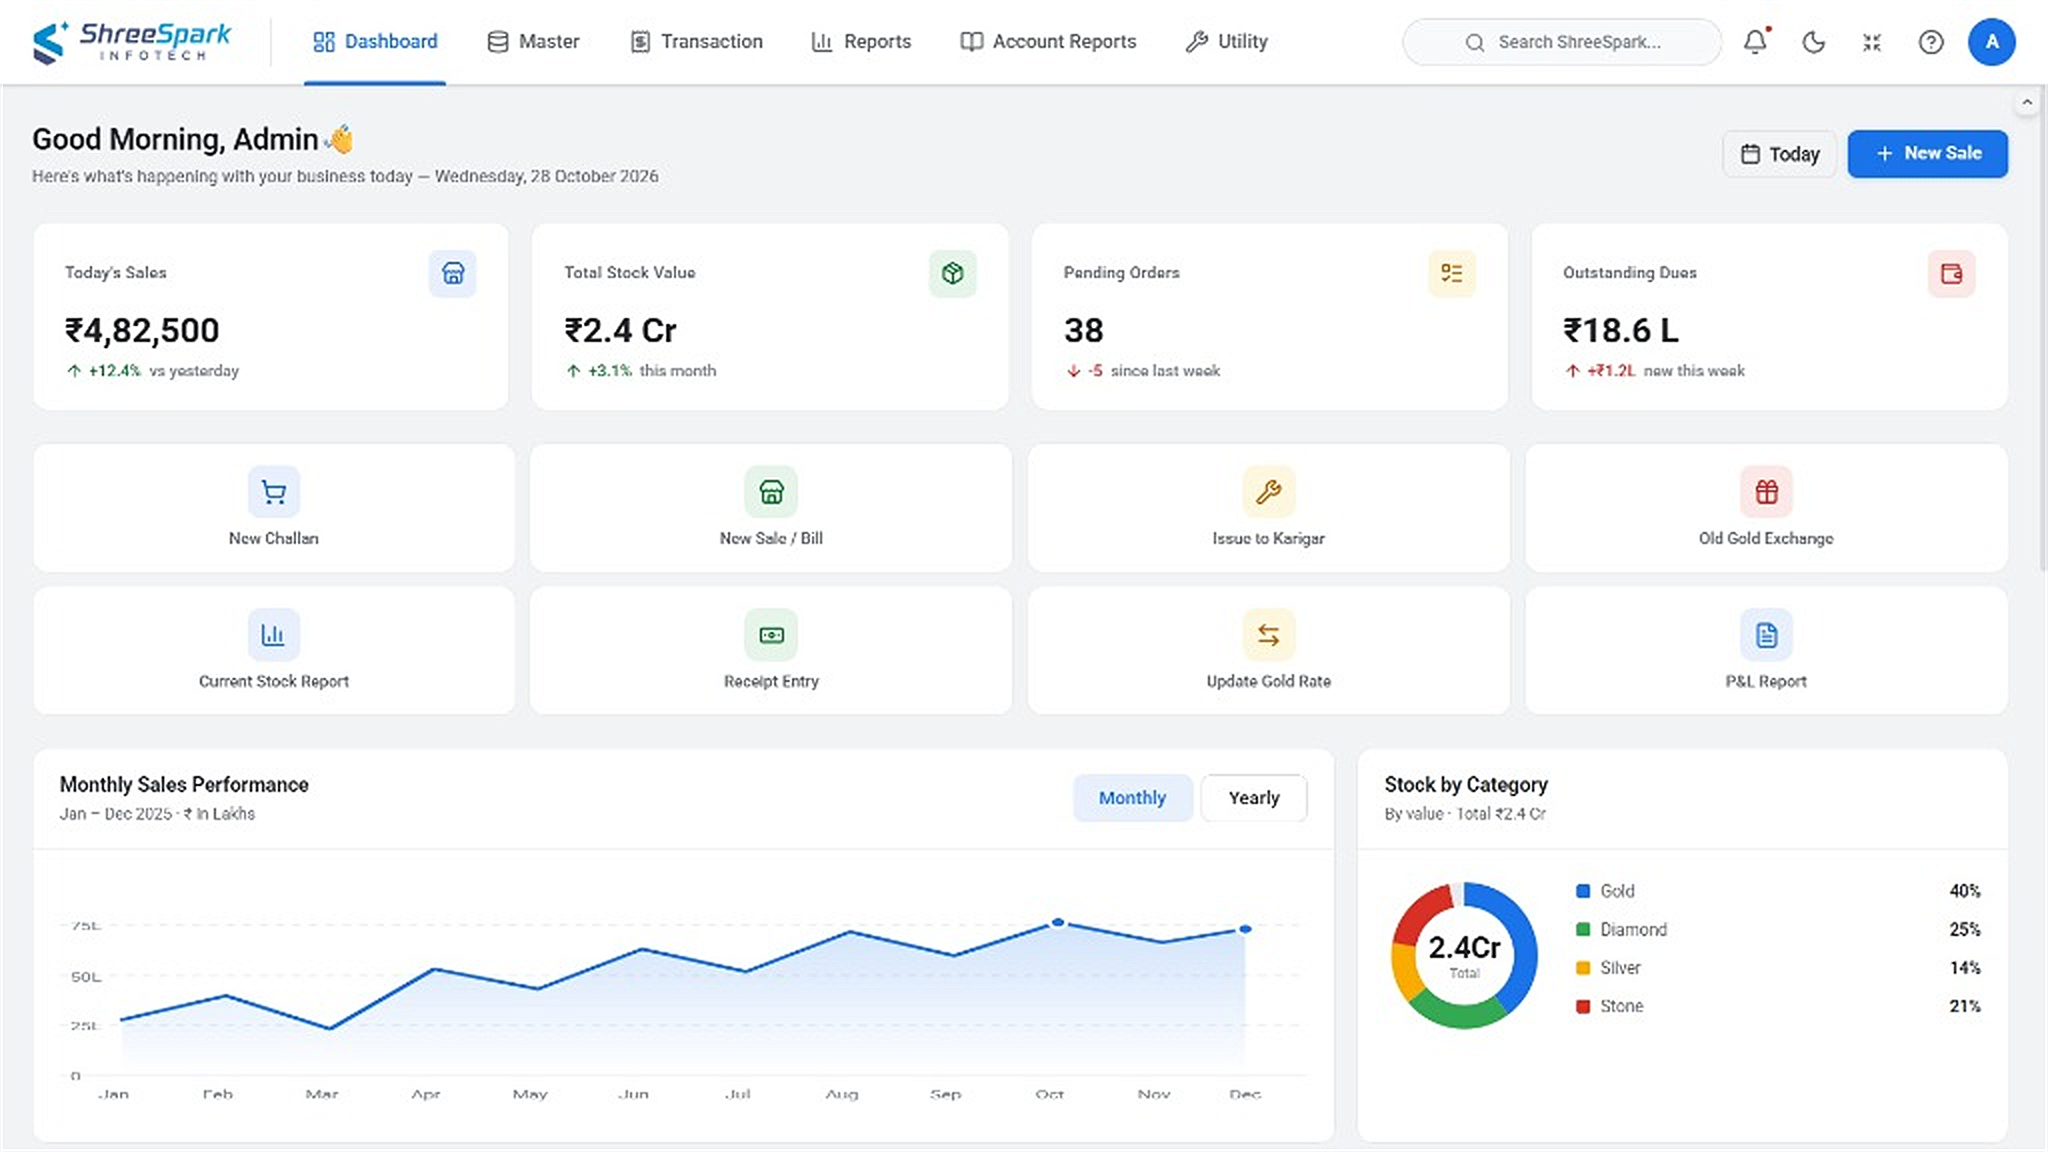 ShreeSpark
INFOTECH
Dashboard
Master
Transaction
Reports
Account Reports
Utility
Search ShreeSpark...
A
Good Morning, Admin
Here's what's happening with your business today — Wednesday, 28 October 2026
Today
+ New Sale
Today's Sales
₹4,82,500
↑ +12.4% vs yesterday
Total Stock Value
₹2.4 Cr
↑ +3.1% this month
Pending Orders
38
↓ -5 since last week
Outstanding Dues
₹18.6 L
↑ +₹1.2L new this week
New Challan
New Sale / Bill
Issue to Karigar
Old Gold Exchange
Current Stock Report
Receipt Entry
Update Gold Rate
P&L Report
Monthly Sales Performance
Jan – Dec 2025 · ₹ In Lakhs
Monthly
Yearly
75L
50L
25L
0
Jan Feb Mar Apr May Jun Jul Aug Sep Oct Nov Dec
Stock by Category
By value · Total ₹2.4 Cr
2.4Cr
Total
Gold 40%
Diamond 25%
Silver 14%
Stone 21%